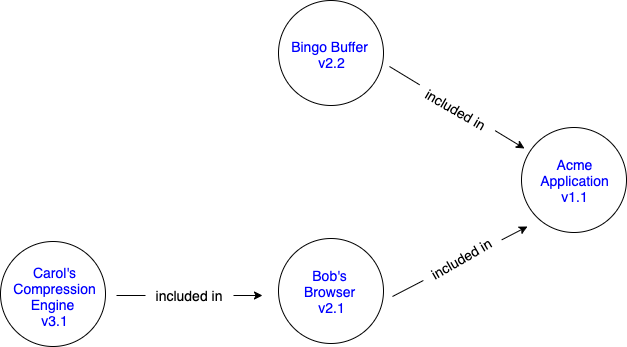 Bingo Buffer
v2.2
included in
Acme
Application
v1.1
Carol's
Compression
Engine
v3.1
included in
Bob's
Browser
v2.1
included in